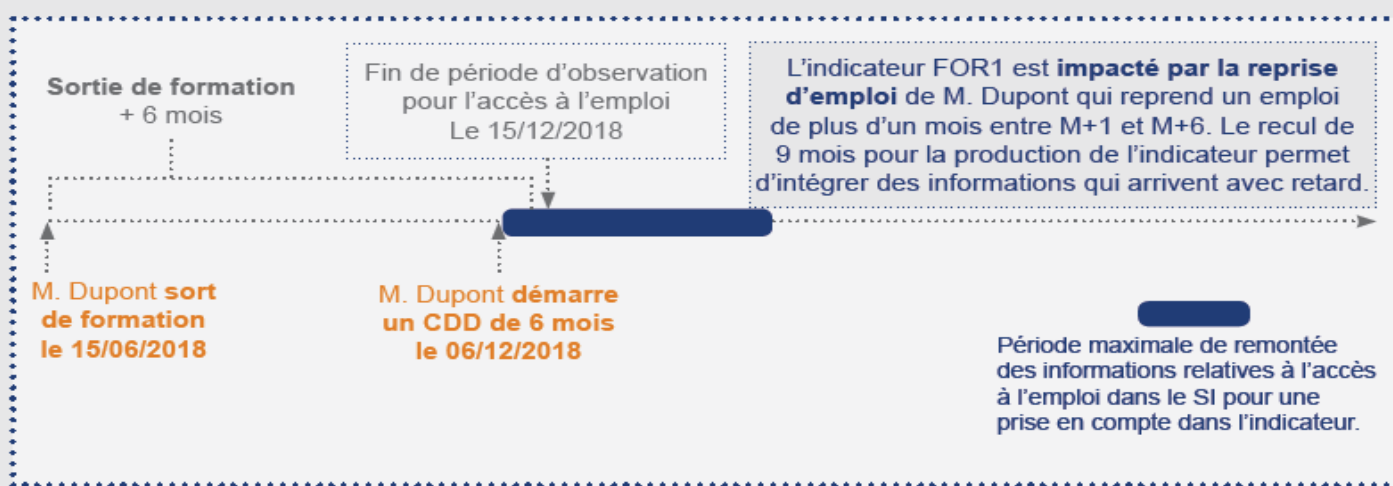 Sortie de formation
+ 6 mois
Fin de période d’observation
pour l’accès à l’emploi
Le 15/12/2018
L’indicateur FOR1 est impacté par la reprise
d’emploi de M. Dupont qui reprend un emploi
de plus d’un mois entre M+1 et M+6. Le recul de
9 mois pour la production de l’indicateur permet
d’intégrer des informations qui arrivent avec retard.
M. Dupont sort
de formation
le 15/06/2018
M. Dupont démarre
un CDD de 6 mois
le 06/12/2018
Période maximale de remontée
des informations relatives à l’accès
à l’emploi dans le SI pour une
prise en compte dans l’indicateur.